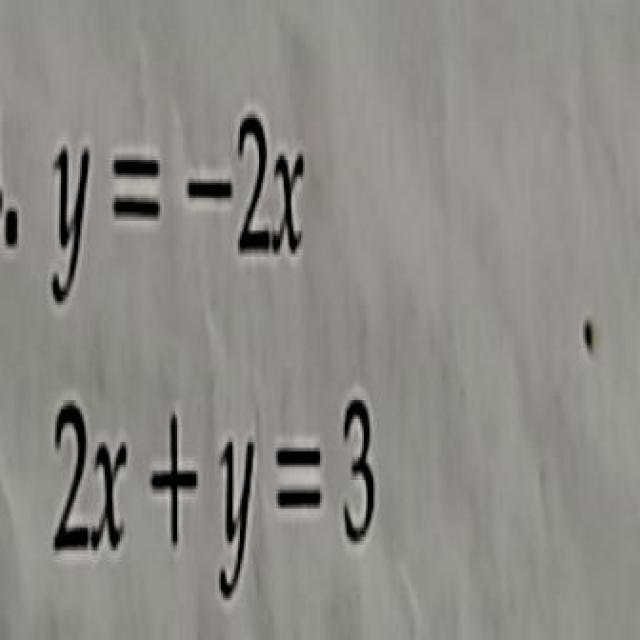 . y = −2x
2x + y = 3